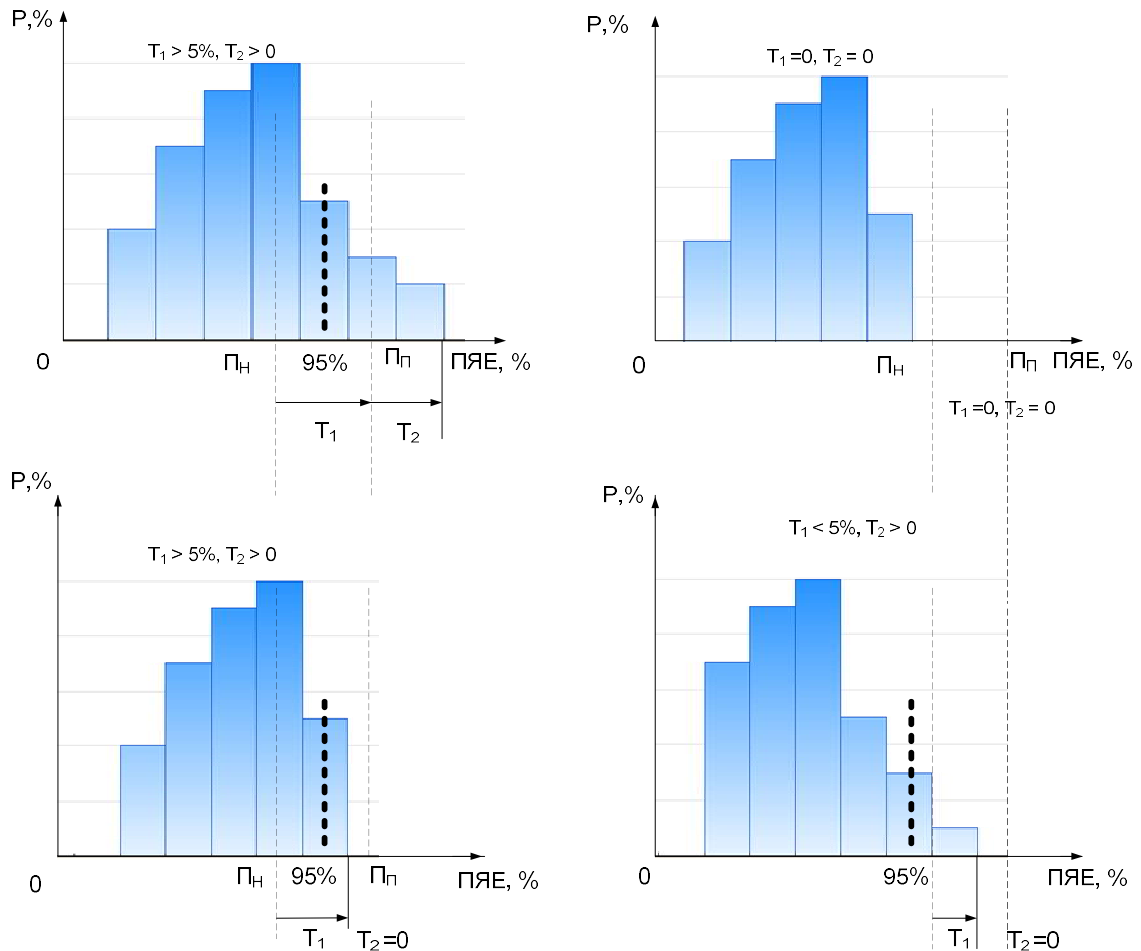 P,%
T₁ > 5%, T₂ > 0
0
Пн
95%
Пп
ПЯЕ, %
T₁
T₂
P,%
T₁ =0, T₂ = 0
0
Пн
Пп
ПЯЕ, %
T₁ =0, T₂ = 0
P,%
T₁ > 5%, T₂ > 0
0
Пн
95%
Пп
ПЯЕ, %
T₁
T₂ =0
P,%
T₁ < 5%, T₂ > 0
0
95%
ПЯЕ, %
T₁
T₂ =0